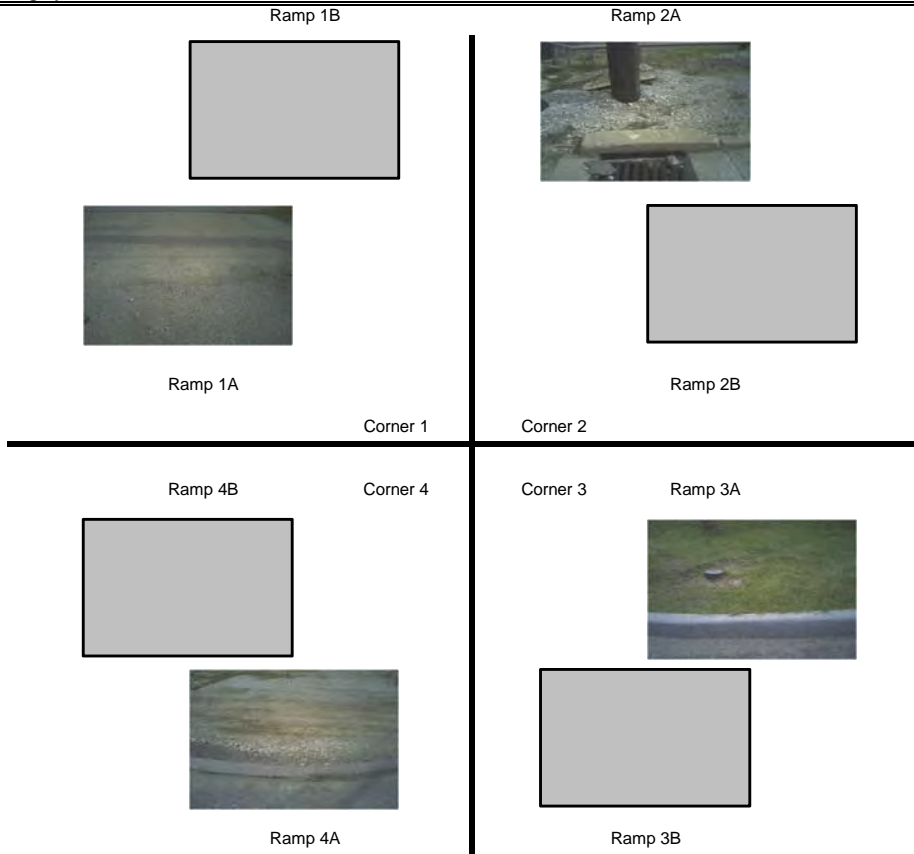 Ramp 1B
Ramp 2A
Ramp 1A
Ramp 2B
Corner 1
Corner 2
Ramp 4B
Corner 4
Corner 3
Ramp 3A
Ramp 4A
Ramp 3B